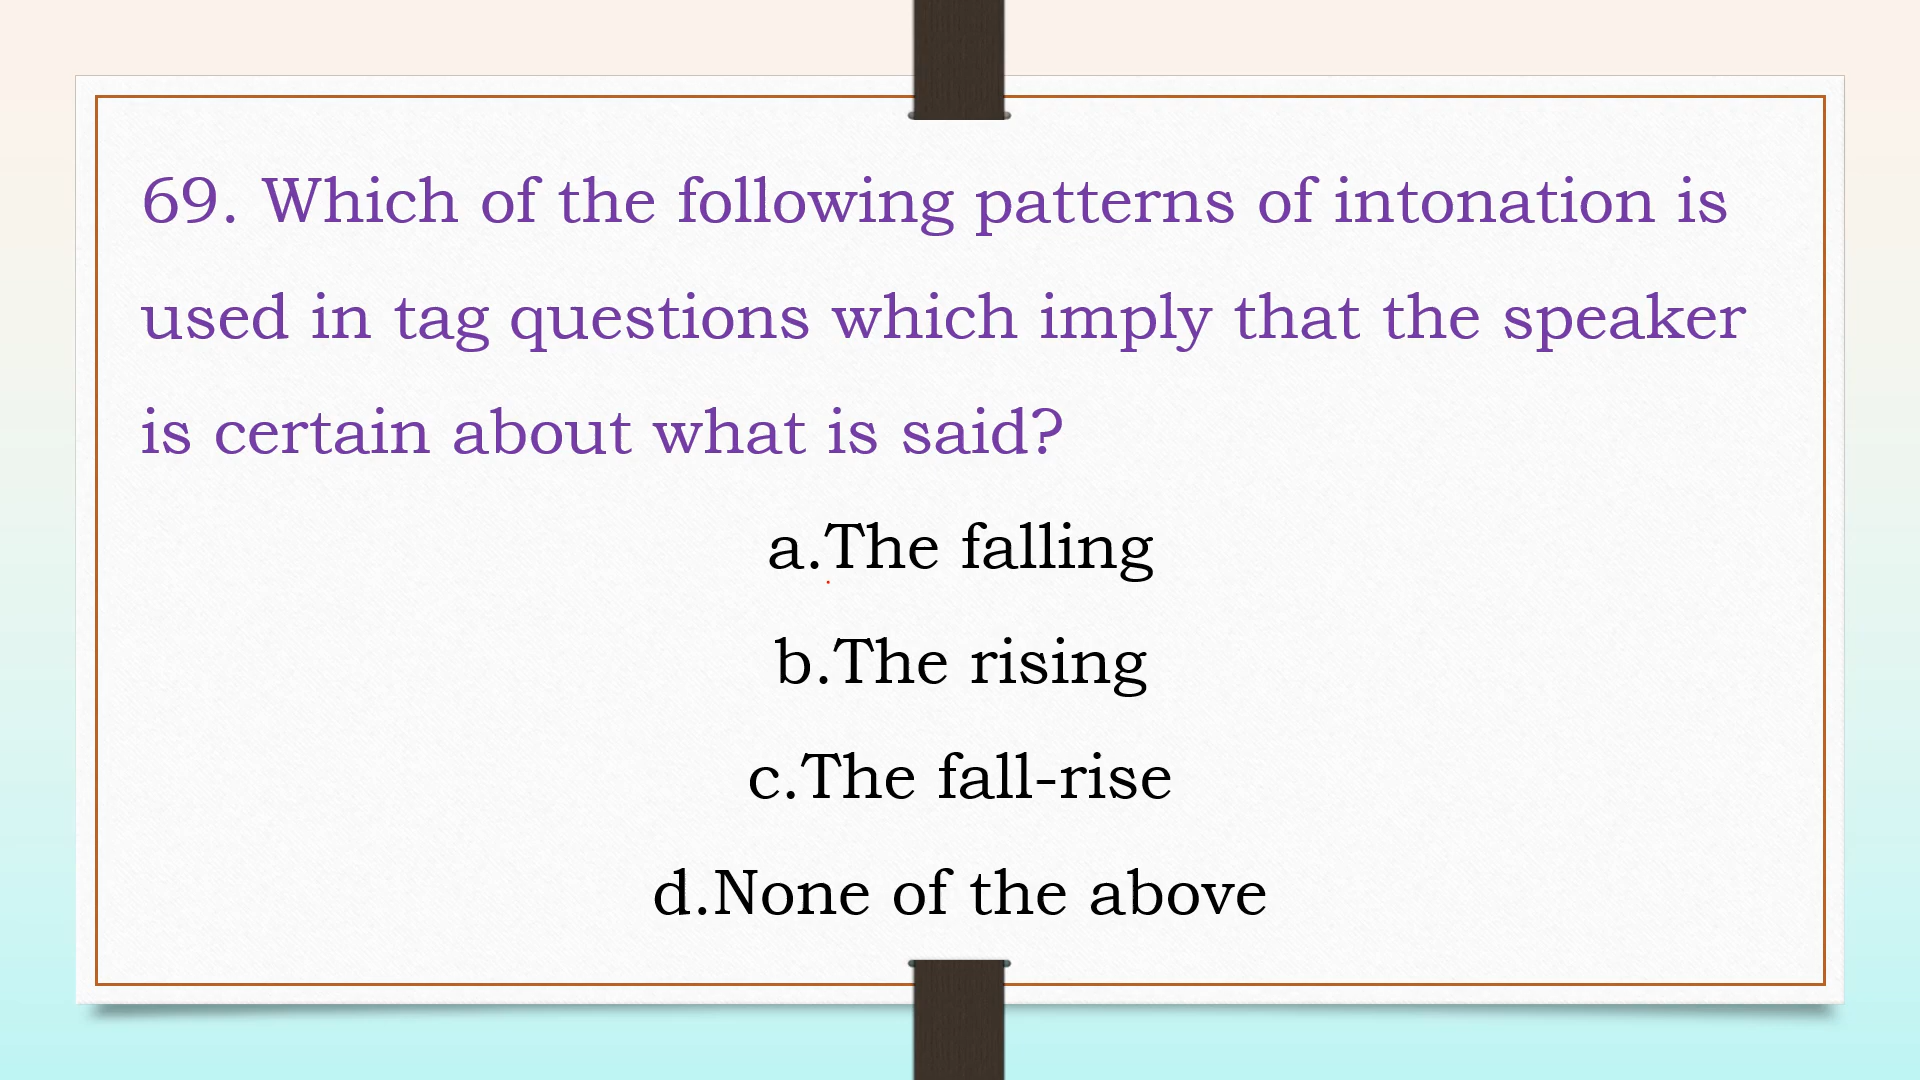 69. Which of the following patterns of intonation is
used in tag questions which imply that the speaker
is certain about what is said?
a.The falling
b.The rising
c.The fall-rise
d.None of the above